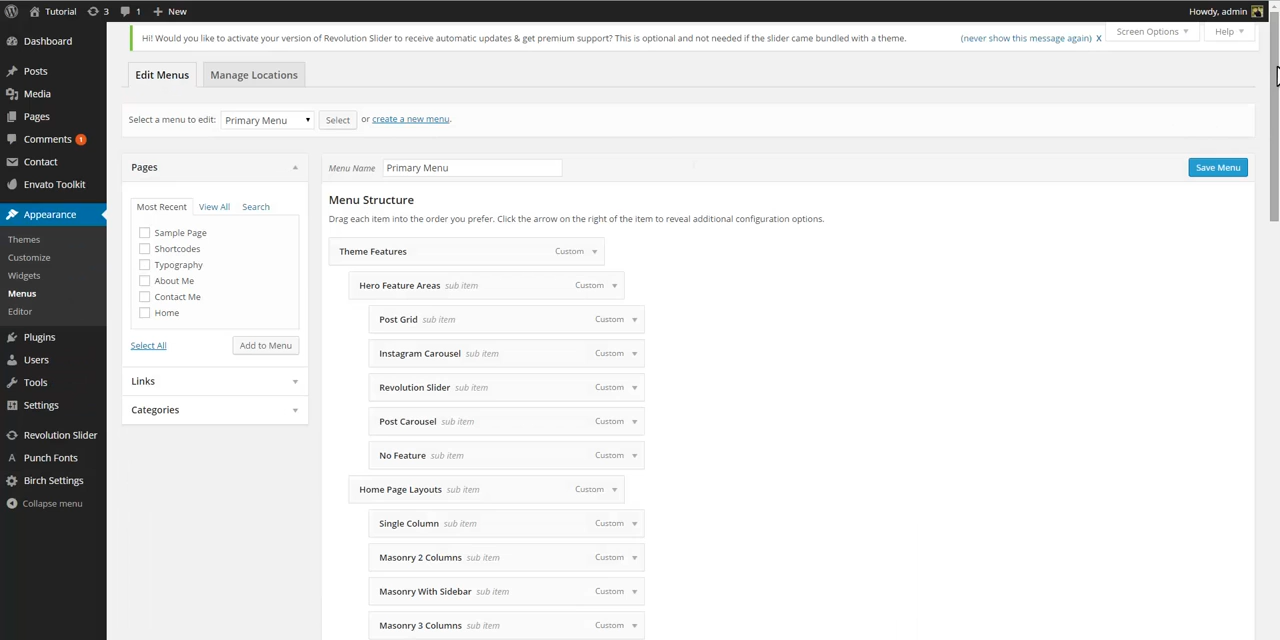 Tutorial 3 1 New Howdy, admin
Hi! Would you like to activate your version of Revolution Slider to receive automatic updates & get premium support? This is optional and not needed if the slider came bundled with a theme. (never show this message again) X
Screen Options Help
Dashboard
Posts
Media
Pages
Comments 1
Contact
Envato Toolkit
Appearance
Themes
Customize
Widgets
Menus
Editor
Plugins
Users
Tools
Settings
Revolution Slider
Punch Fonts
Birch Settings
Collapse menu
Edit Menus Manage Locations
Select a menu to edit: Primary Menu Select or create a new menu.
Pages
Most Recent View All Search
Sample Page
Shortcodes
Typography
About Me
Contact Me
Home
Select All Add to Menu
Links
Categories
Menu Name Primary Menu Save Menu
Menu Structure
Drag each item into the order you prefer. Click the arrow on the right of the item to reveal additional configuration options.
Theme Features Custom
Hero Feature Areas sub item Custom
Post Grid sub item Custom
Instagram Carousel sub item Custom
Revolution Slider sub item Custom
Post Carousel sub item Custom
No Feature sub item Custom
Home Page Layouts sub item Custom
Single Column sub item Custom
Masonry 2 Columns sub item Custom
Masonry With Sidebar sub item Custom
Masonry 3 Columns sub item Custom